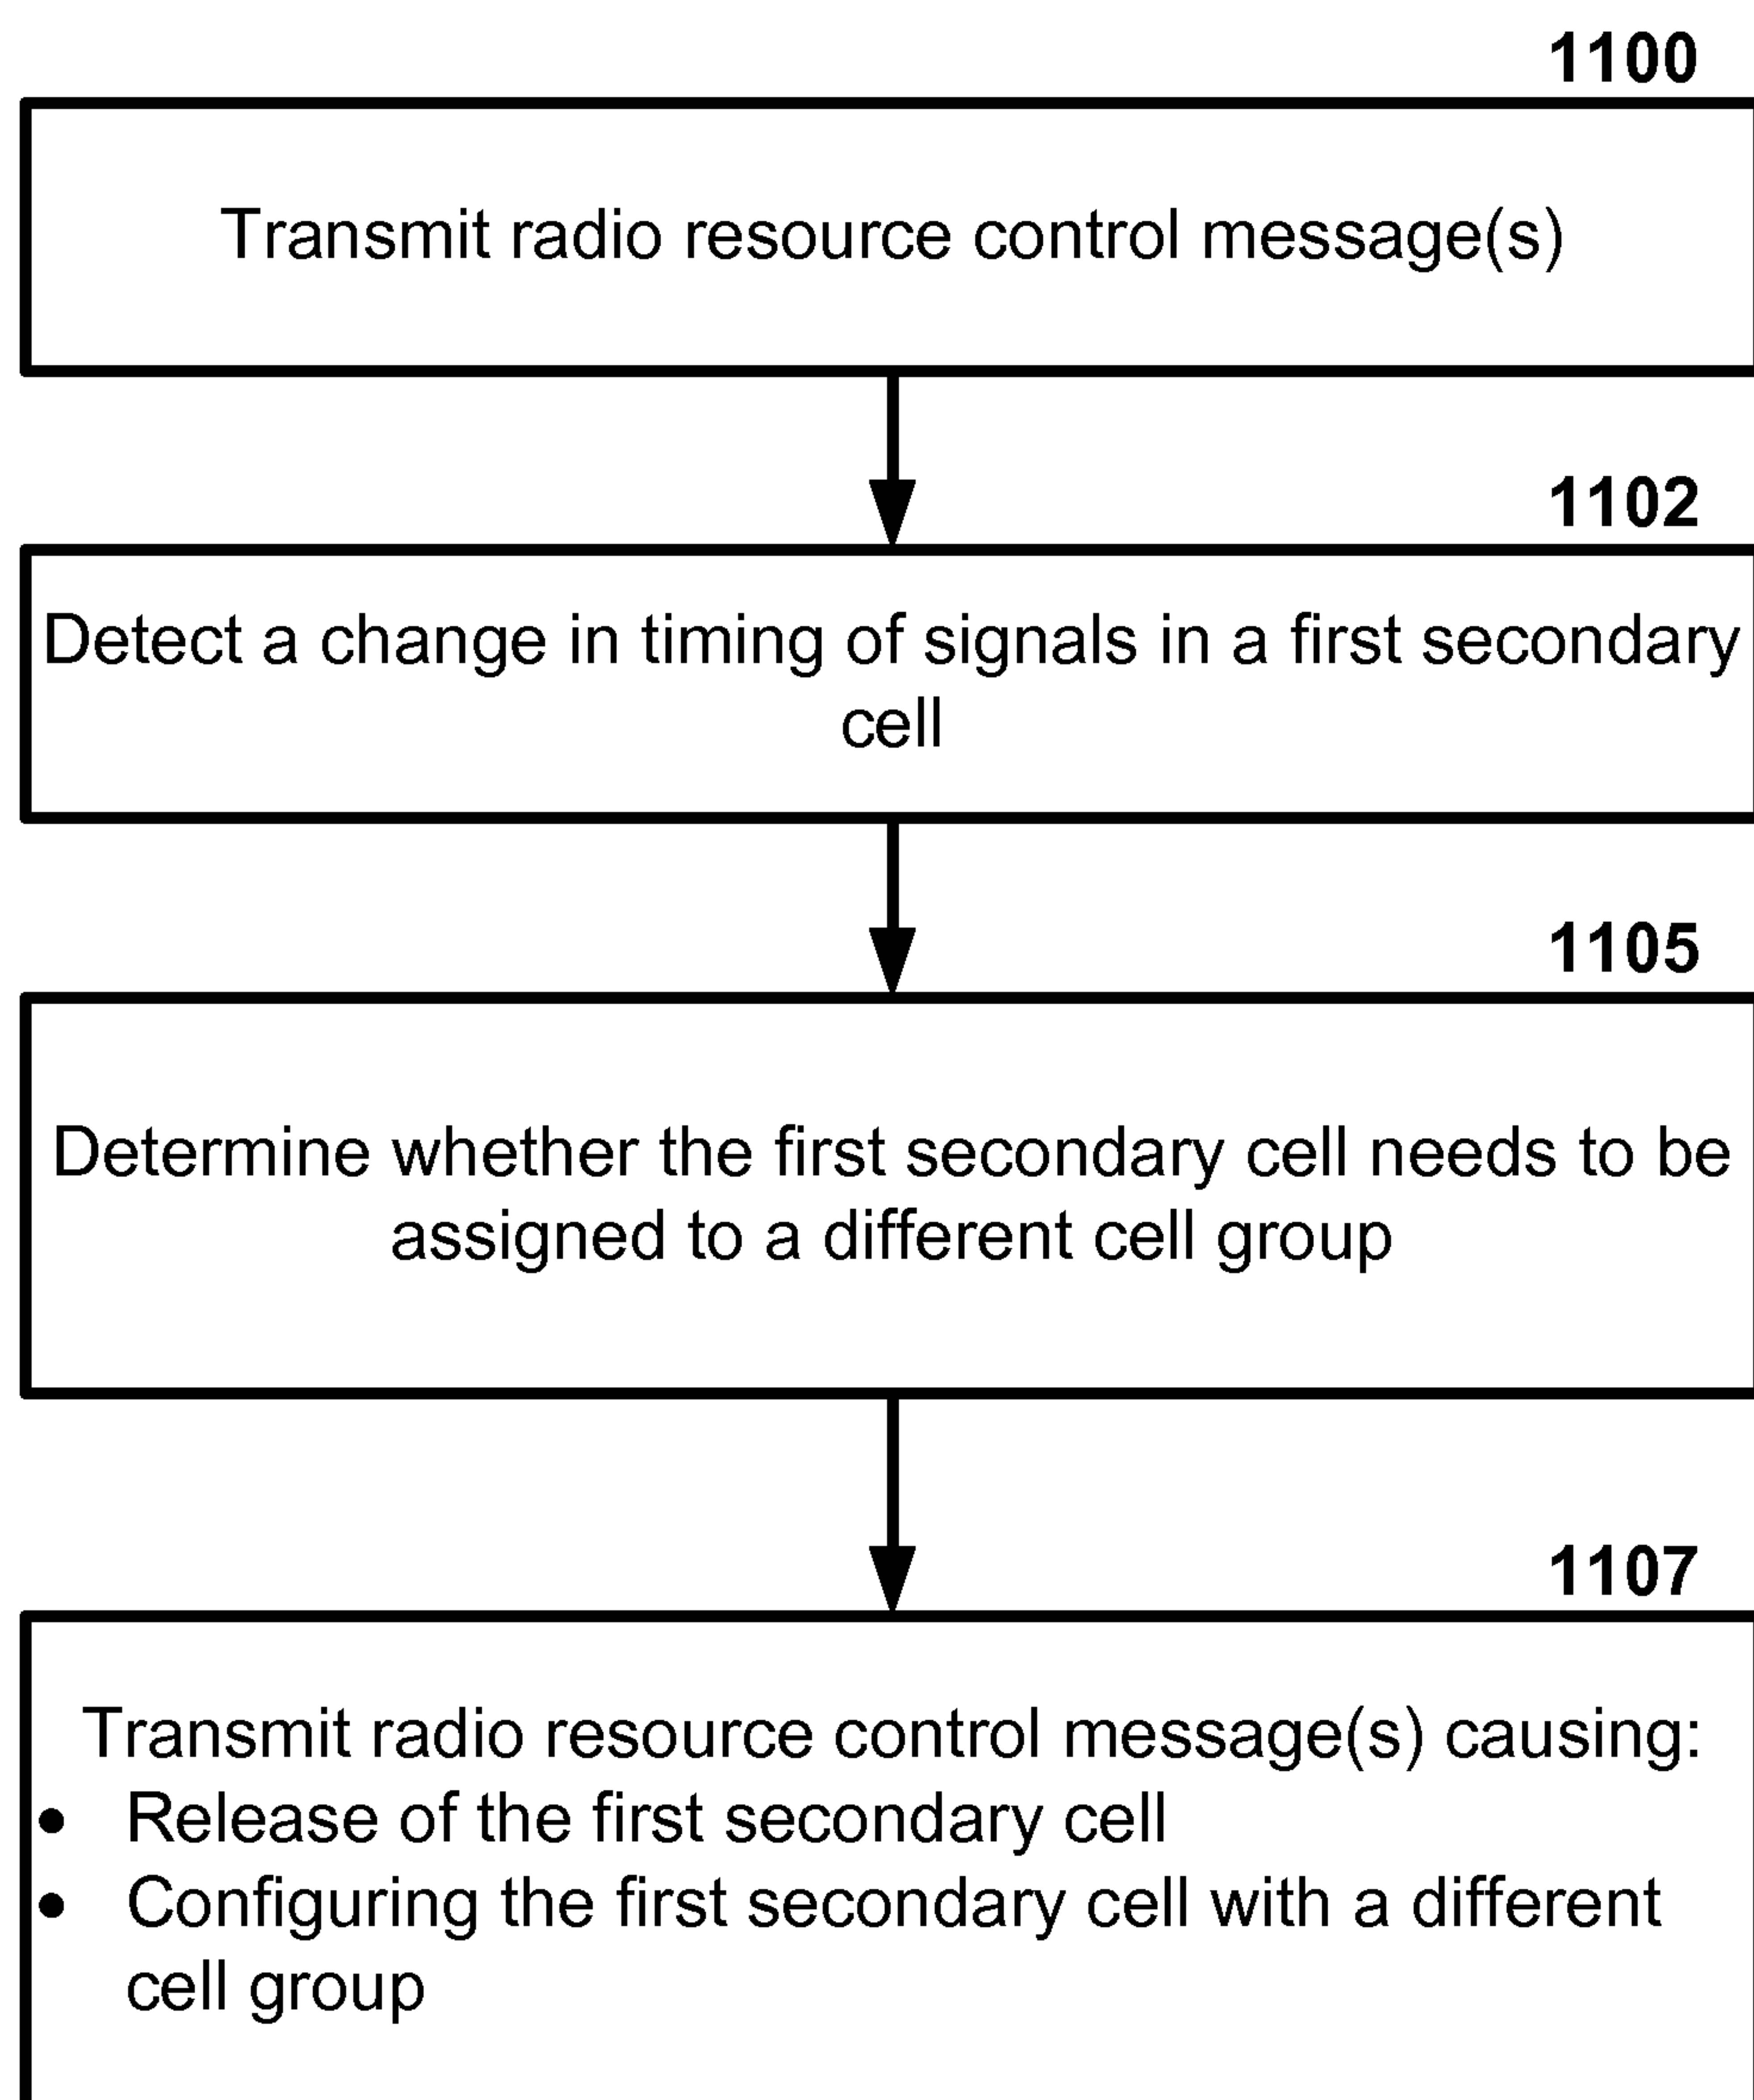 1100
Transmit radio resource control message(s)
1102
Detect a change in timing of signals in a first secondary
cell
1105
Determine whether the first secondary cell needs to be
assigned to a different cell group
1107
Transmit radio resource control message(s) causing:
• Release of the first secondary cell
• Configuring the first secondary cell with a different
cell group